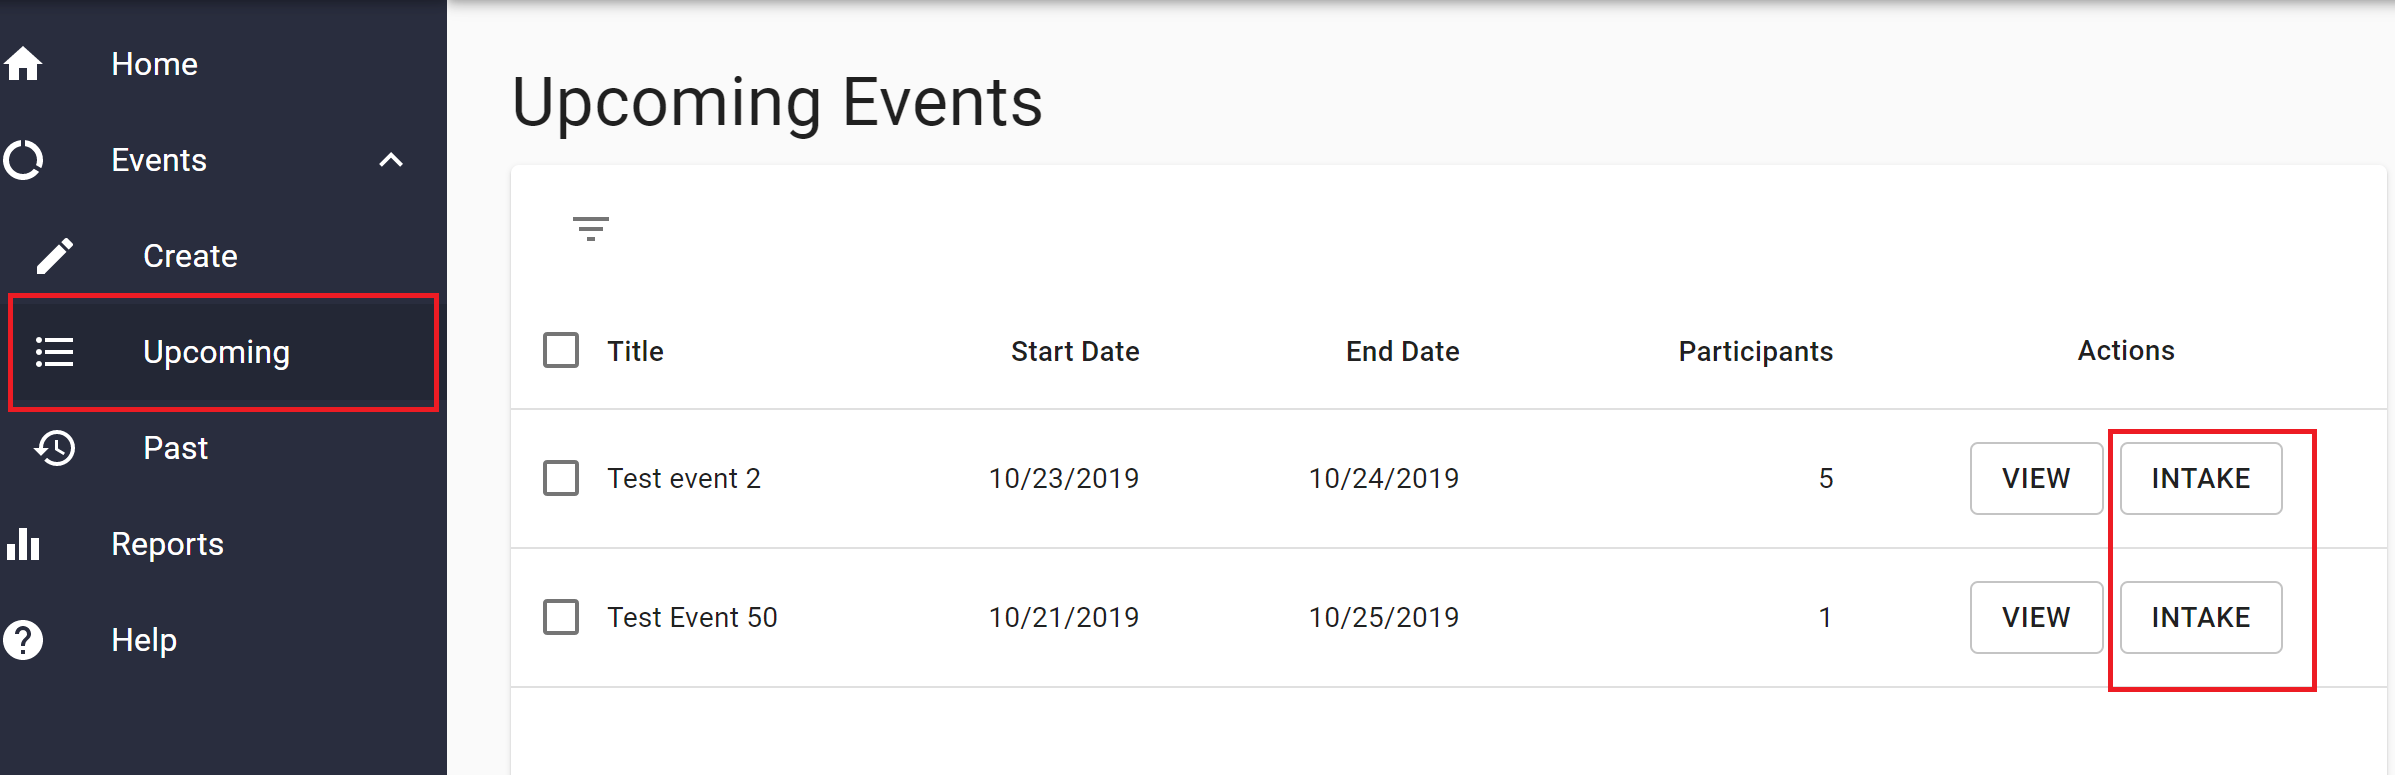 Home
Events
Create
Upcoming
Past
Reports
Help
Upcoming Events
Title Start Date End Date Participants Actions
Test event 2 10/23/2019 10/24/2019 5 VIEW INTAKE
Test Event 50 10/21/2019 10/25/2019 1 VIEW INTAKE